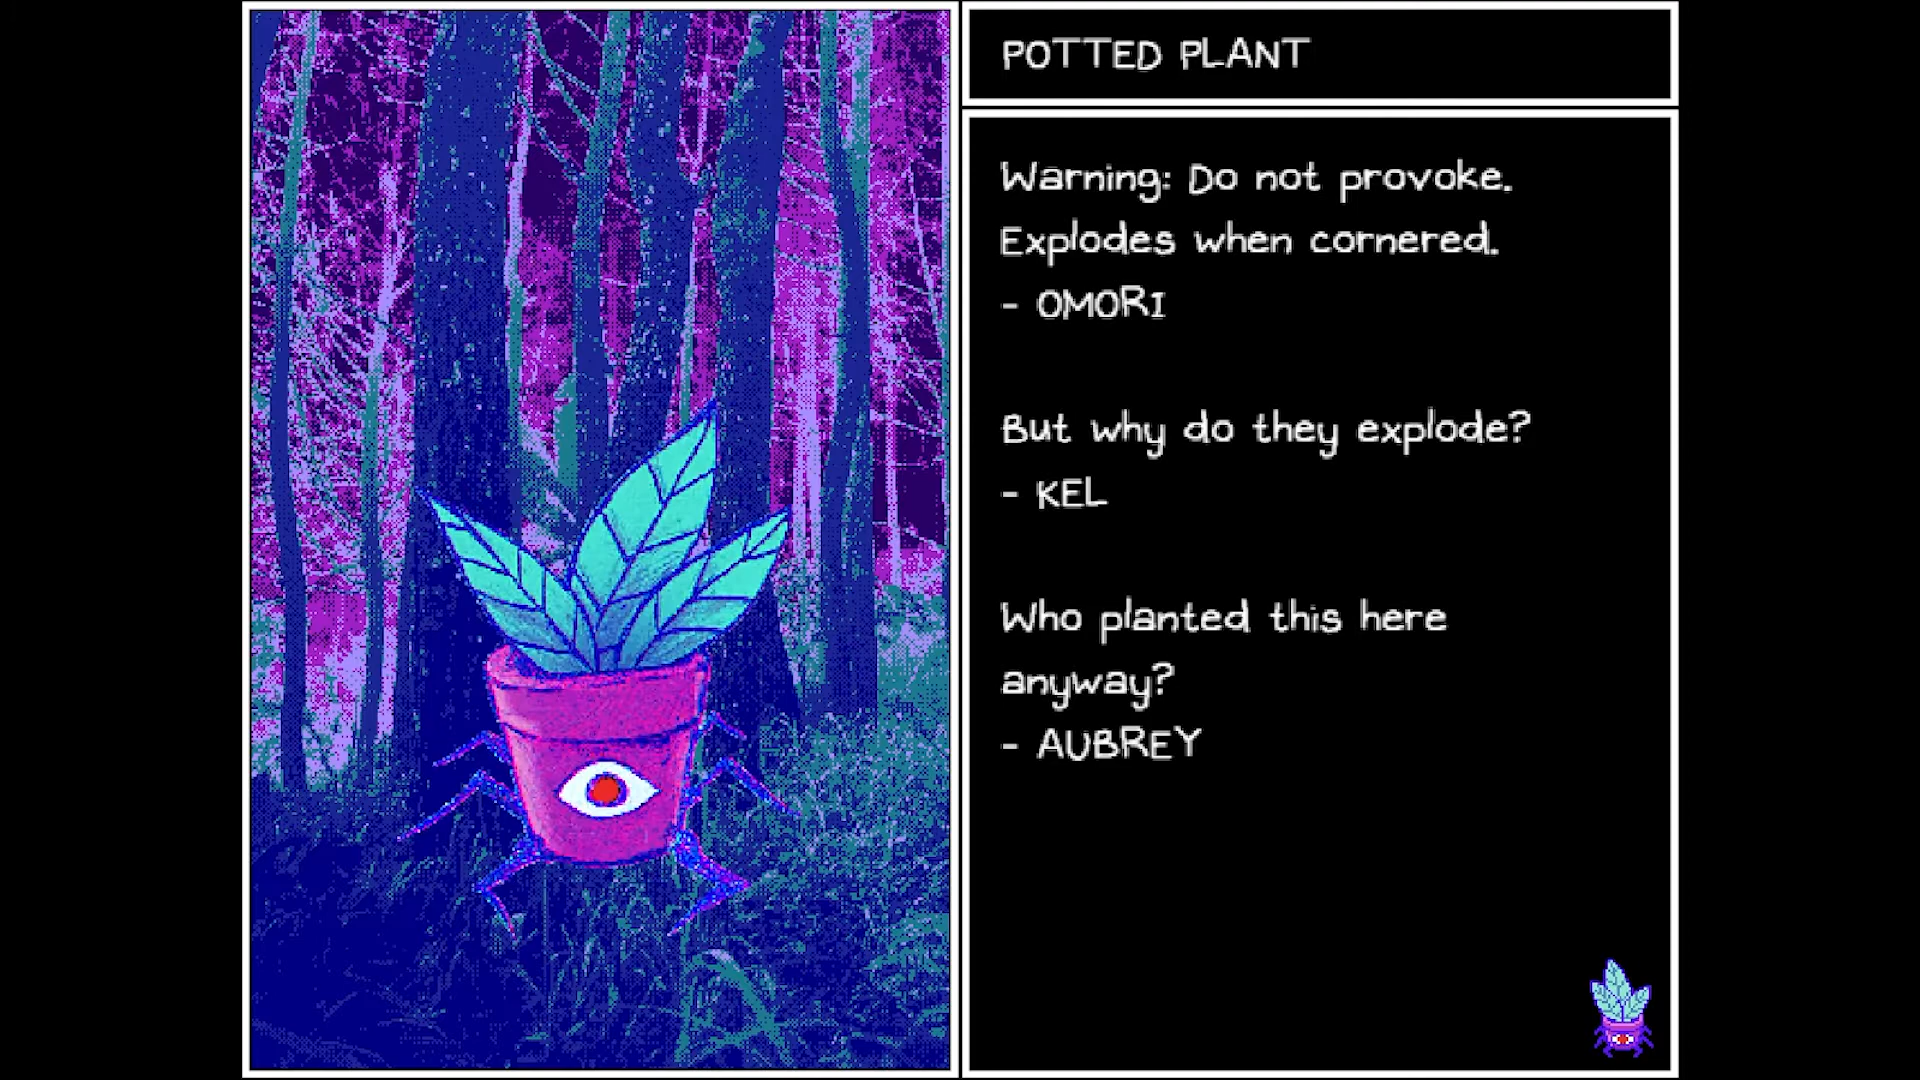 POTTED PLANT
Warning: Do not provoke.
Explodes when cornered.
- OMORI
But why do they explode?
- KEL
Who planted this here
anyway?
- AUBREY